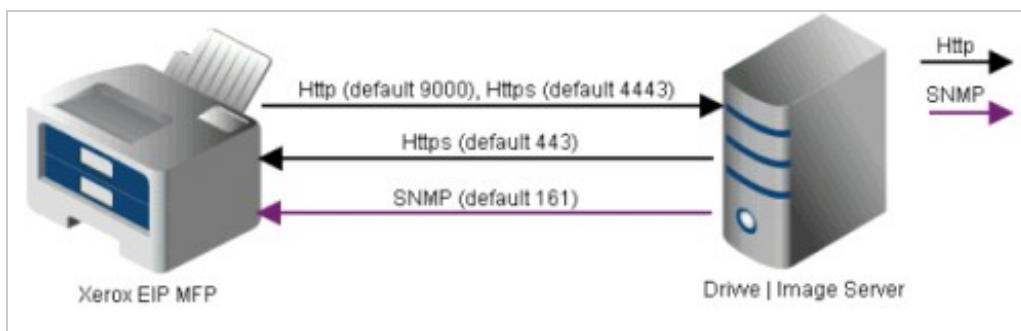 Http
Http (default 9000), Https (default 4443)
SNMP
Https (default 443)
SNMP (default 161)
Xerox EIP MFP
Drivve | Image Server